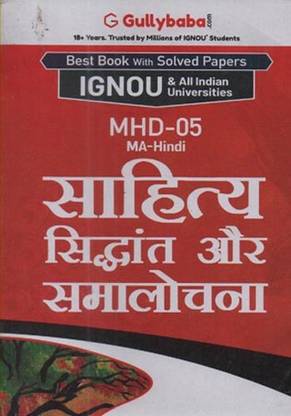 Gullybaba.com
18+ Years. Trusted by Millions of IGNOU' Students
Best Book With Solved Papers
IGNOU & All Indian Universities
MHD-05
MA-Hindi
साहित्य
सिद्धांत और
समालोचना